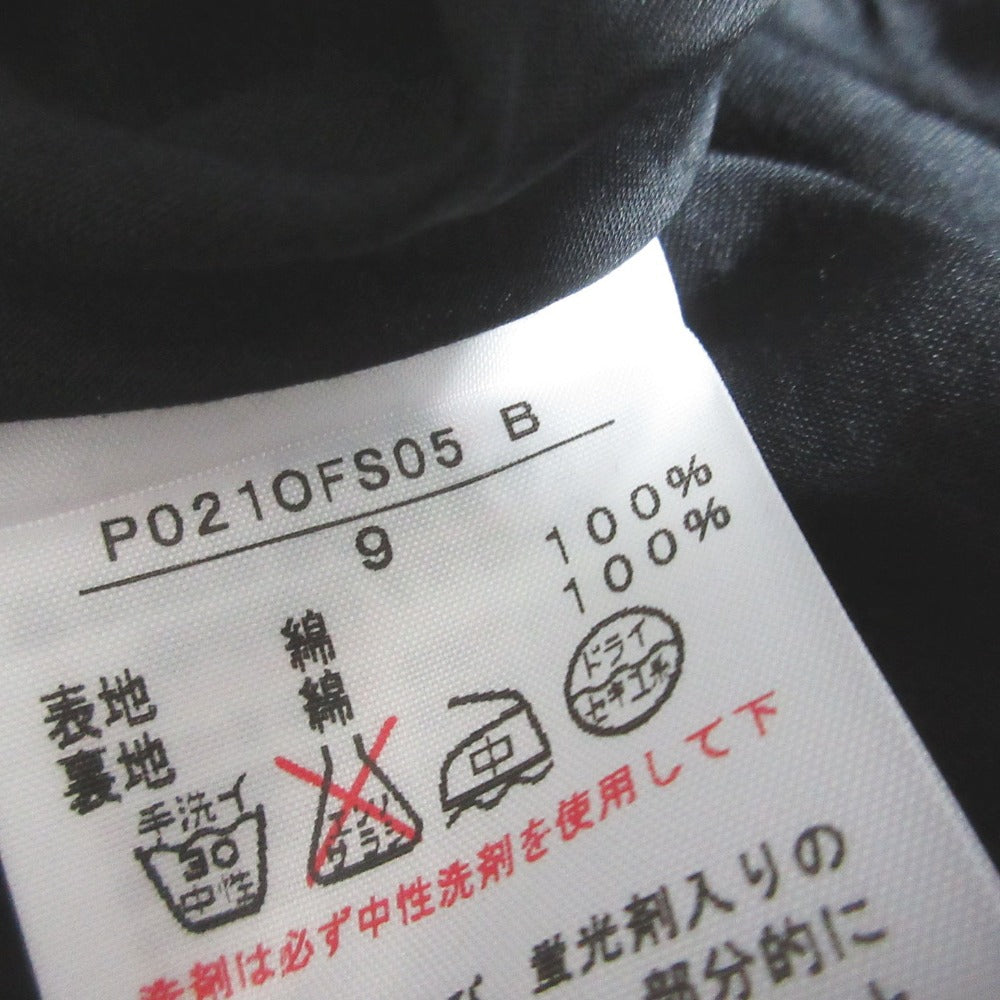 P0210FS05 B
9
表地 綿 100%
裏地 綿 100%
手洗イ 30 中性
エンソサラシ
中
ドライ セキユ系
洗剤は必ず中性洗剤を使用して下
蛍光剤入りの
部分的に